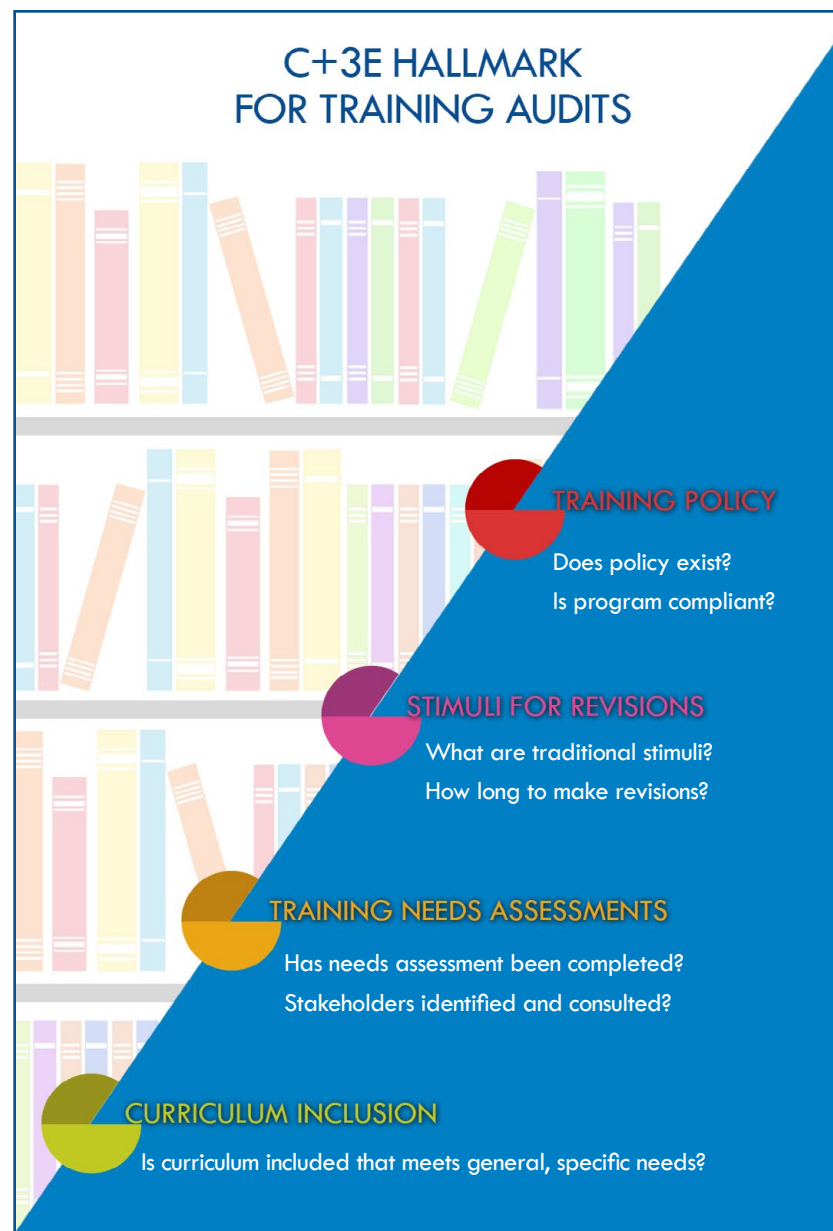 C+3E HALLMARK
FOR TRAINING AUDITS
TRAINING POLICY
Does policy exist?
Is program compliant?
STIMULI FOR REVISIONS
What are traditional stimuli?
How long to make revisions?
TRAINING NEEDS ASSESSMENTS
Has needs assessment been completed?
Stakeholders identified and consulted?
CURRICULUM INCLUSION
Is curriculum included that meets general, specific needs?